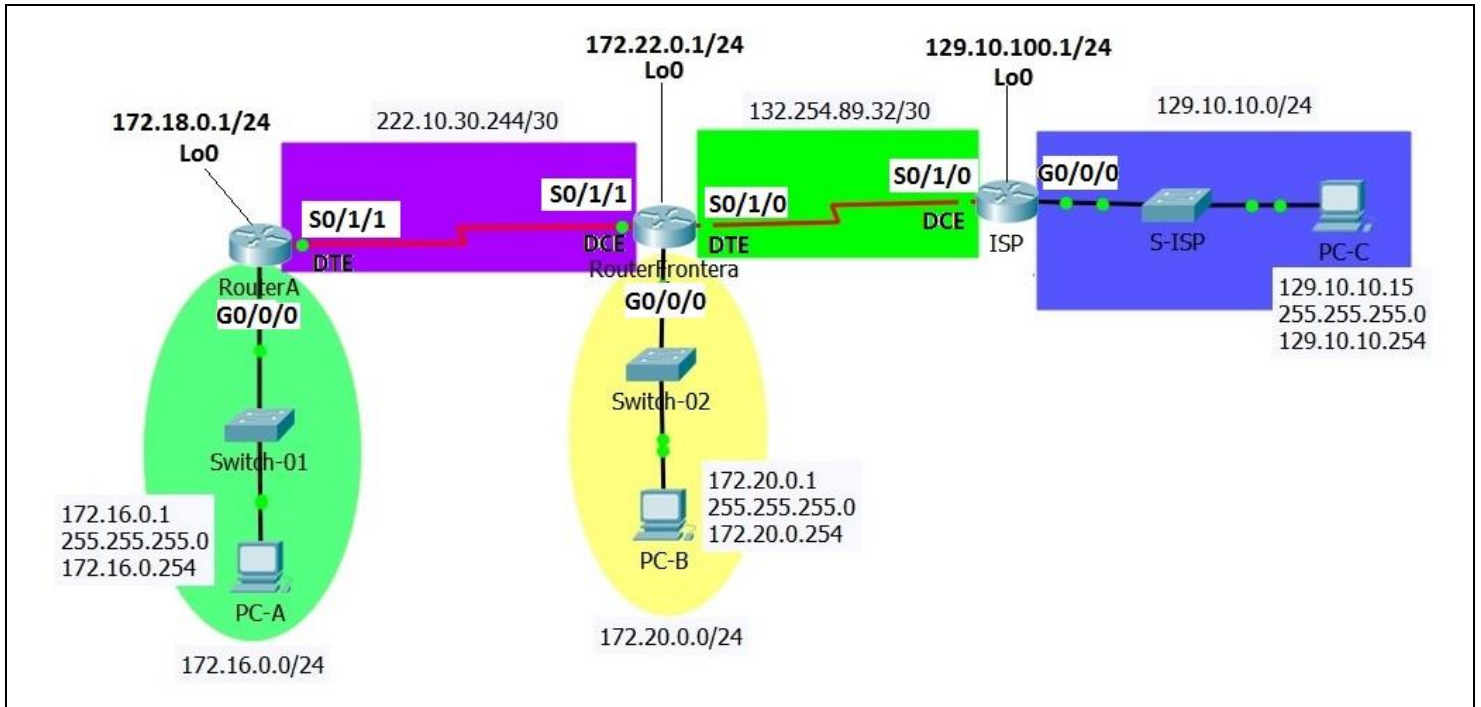 172.22.0.1/24
Lo0
129.10.100.1/24
Lo0
172.18.0.1/24
Lo0
222.10.30.244/30
132.254.89.32/30
129.10.10.0/24
S0/1/1
DTE
S0/1/1
DCE
S0/1/0
DTE
S0/1/0
DCE
G0/0/0
RouterA
G0/0/0
RouterFrontera
G0/0/0
ISP
S-ISP
PC-C
129.10.10.15
255.255.255.0
129.10.10.254
Switch-01
172.16.0.1
255.255.255.0
172.16.0.254
PC-A
172.16.0.0/24
Switch-02
172.20.0.1
255.255.255.0
172.20.0.254
PC-B
172.20.0.0/24